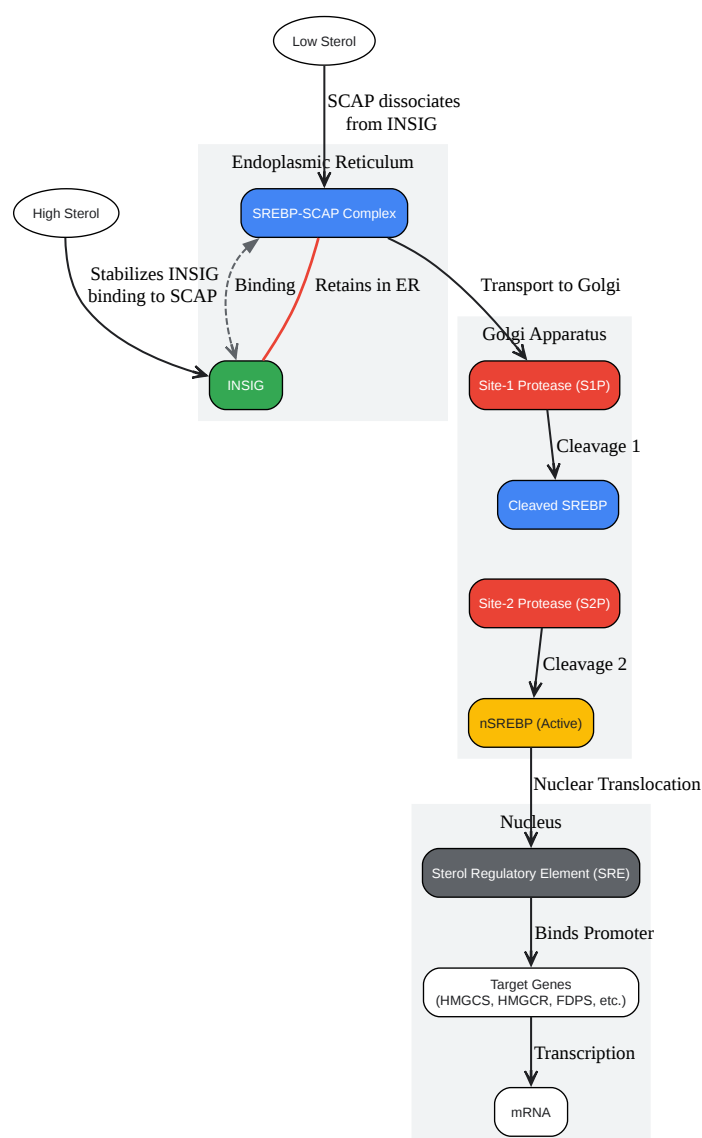 Low Sterol
SCAP dissociates
from INSIG
Endoplasmic Reticulum
High Sterol
SREBP-SCAP Complex
Stabilizes INSIG
binding to SCAP
Binding
Retains in ER
Transport to Golgi
Golgi Apparatus
INSIG
Site-1 Protease (S1P)
Cleavage 1
Cleaved SREBP
Site-2 Protease (S2P)
Cleavage 2
nSREBP (Active)
Nuclear Translocation
Nucleus
Sterol Regulatory Element (SRE)
Binds Promoter
Target Genes
(HMGCS, HMGCR, FDPS, etc.)
Transcription
mRNA